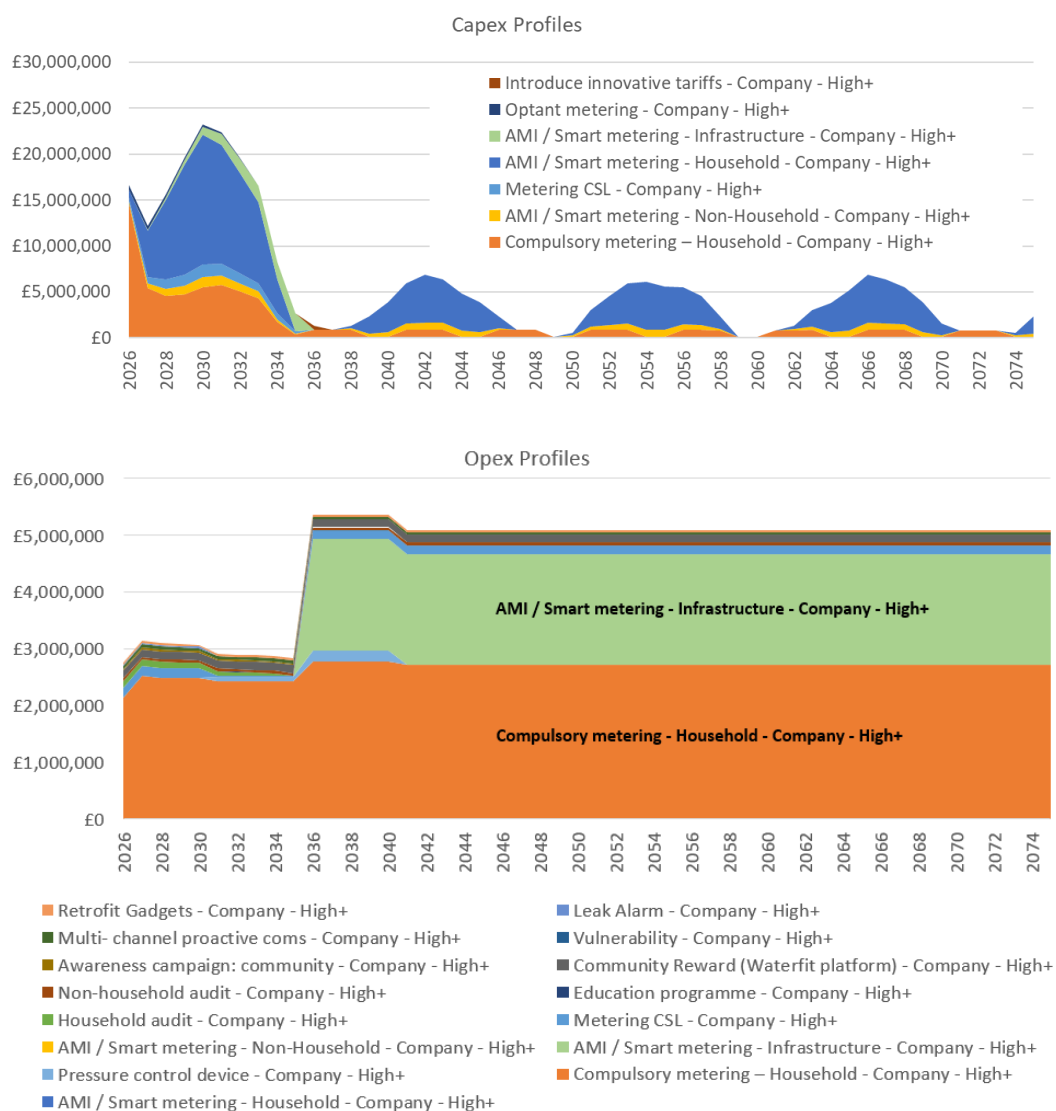 Capex Profiles
£30,000,000
£25,000,000
£20,000,000
£15,000,000
£10,000,000
£5,000,000
£0
Introduce innovative tariffs - Company - High+
Optant metering - Company - High+
AMI / Smart metering - Infrastructure - Company - High+
AMI / Smart metering - Household - Company - High+
Metering CSL - Company - High+
AMI / Smart metering - Non-Household - Company - High+
Compulsory metering – Household - Company - High+
2026 2028 2030 2032 2034 2036 2038 2040 2042 2044 2046 2048 2050 2052 2054 2056 2058 2060 2062 2064 2066 2068 2070 2072 2074
Opex Profiles
£6,000,000
£5,000,000
£4,000,000
£3,000,000
£2,000,000
£1,000,000
£0
AMI / Smart metering - Infrastructure - Company - High+
Compulsory metering - Household - Company - High+
2026 2028 2030 2032 2034 2036 2038 2040 2042 2044 2046 2048 2050 2052 2054 2056 2058 2060 2062 2064 2066 2068 2070 2072 2074
Retrofit Gadgets - Company - High+
Leak Alarm - Company - High+
Multi- channel proactive coms - Company - High+
Vulnerability - Company - High+
Awareness campaign: community - Company - High+
Community Reward (Waterfit platform) - Company - High+
Non-household audit - Company - High+
Education programme - Company - High+
Household audit - Company - High+
Metering CSL - Company - High+
AMI / Smart metering - Non-Household - Company - High+
AMI / Smart metering - Infrastructure - Company - High+
Pressure control device - Company - High+
Compulsory metering – Household - Company - High+
AMI / Smart metering - Household - Company - High+